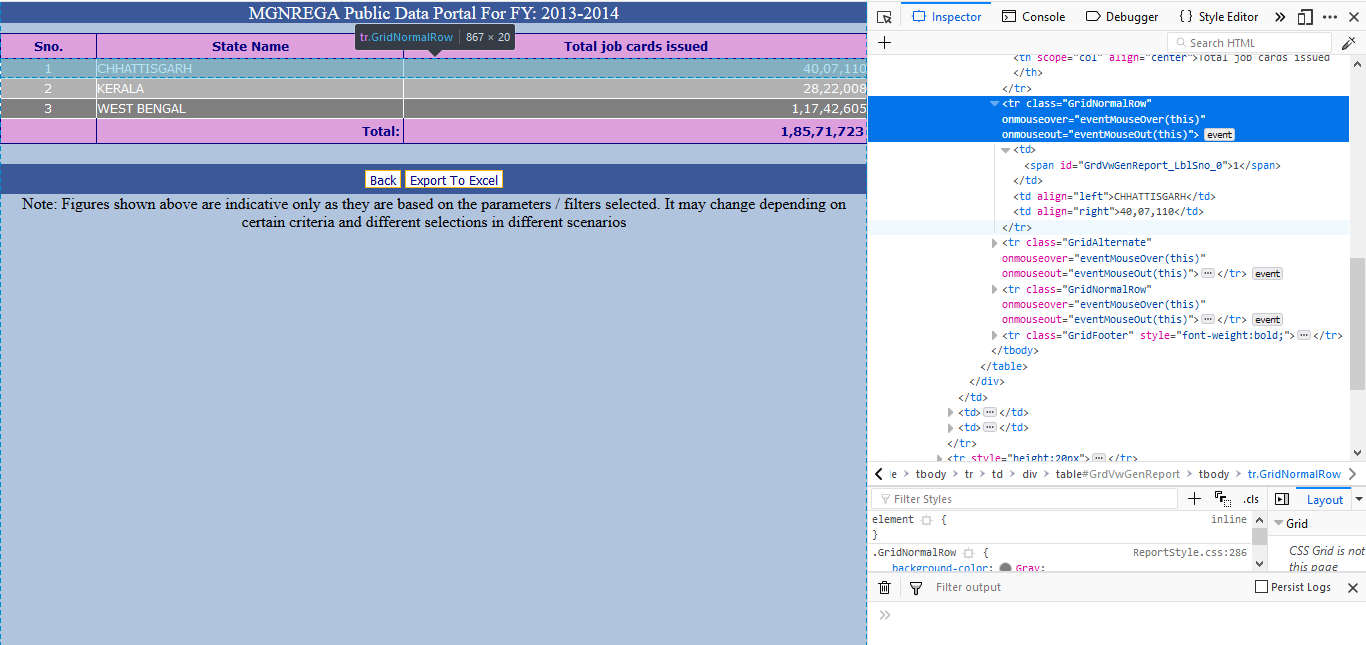 MGNREGA Public Data Portal For FY: 2013-2014
tr.GridNormalRow | 867 × 20
Sno. State Name Total job cards issued
1 CHHATTISGARH 40,07,110
2 KERALA 28,22,008
3 WEST BENGAL 1,17,42,605
Total: 1,85,71,723
Back Export To Excel
Note: Figures shown above are indicative only as they are based on the parameters / filters selected. It may change depending on
certain criteria and different selections in different scenarios
Inspector Console Debugger {} Style Editor
Search HTML
<th scope="col" align="center">Total job cards issued
</th>
</tr>
<tr class="GridNormalRow"
onmouseover="eventMouseOver(this)"
onmouseout="eventMouseOut(this)"> event
<td>
<span id="GrdVwGenReport_LblSno_0">1</span>
</td>
<td align="left">CHHATTISGARH</td>
<td align="right">40,07,110</td>
</tr>
<tr class="GridAlternate"
onmouseover="eventMouseOver(this)"
onmouseout="eventMouseOut(this)">⋯</tr> event
<tr class="GridNormalRow"
onmouseover="eventMouseOver(this)"
onmouseout="eventMouseOut(this)">⋯</tr> event
<tr class="GridFooter" style="font-weight:bold;">⋯</tr>
</tbody>
</table>
</div>
</td>
<td>⋯</td>
<td>⋯</td>
</tr>
<tr style="height:20px">⋯</tr>
le > tbody > tr > td > div > table#GrdVwGenReport > tbody > tr.GridNormalRow
Filter Styles + .cls Layout
element { inline
}
.GridNormalRow { ReportStyle.css:286
background-color: Gray;
Grid
CSS Grid is not
this page
Filter output Persist Logs
»